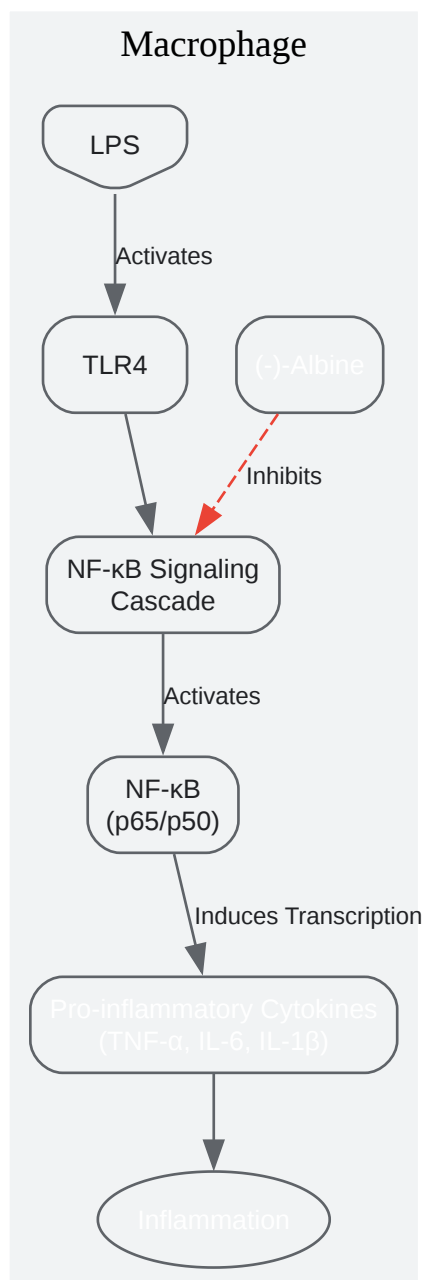 Macrophage
LPS
Activates
TLR4
(-)-Albine
Inhibits
NF-κB Signaling
Cascade
Activates
NF-κB
(p65/p50)
Induces Transcription
Pro-inflammatory Cytokines
(TNF-α, IL-6, IL-1β)
Inflammation